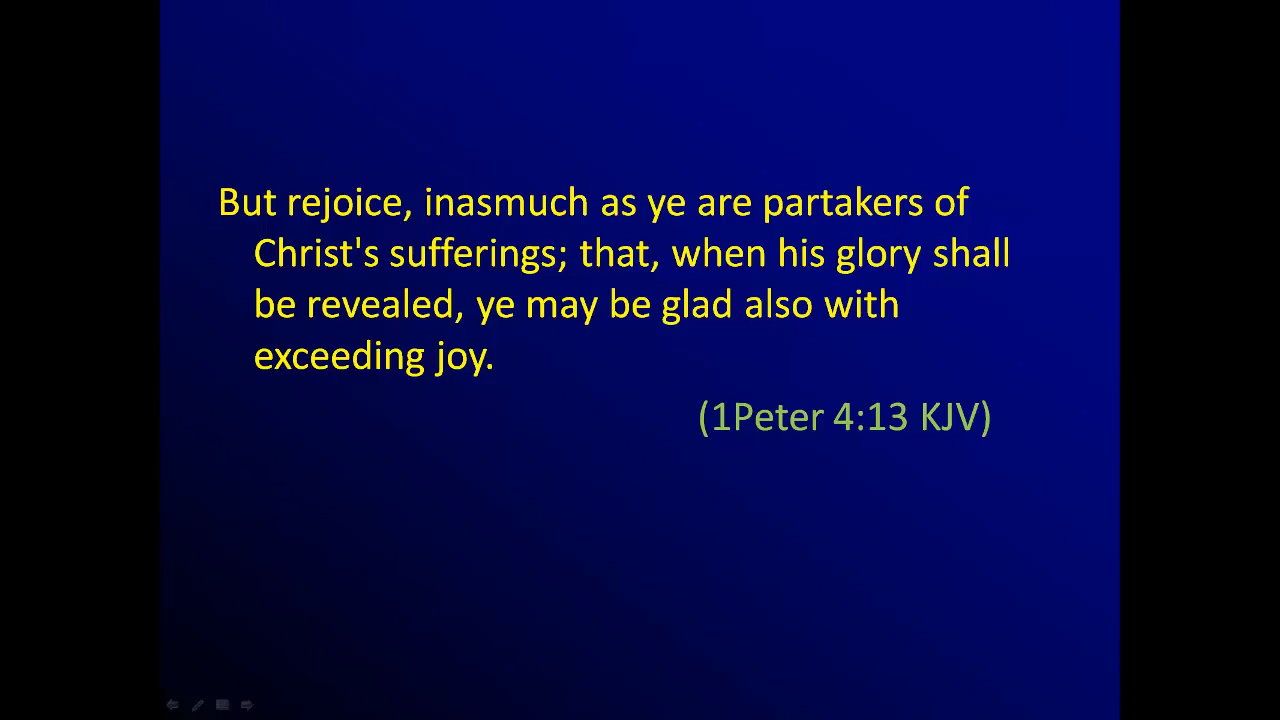 But rejoice, inasmuch as ye are partakers of
Christ's sufferings; that, when his glory shall
be revealed, ye may be glad also with
exceeding joy.
(1Peter 4:13 KJV)